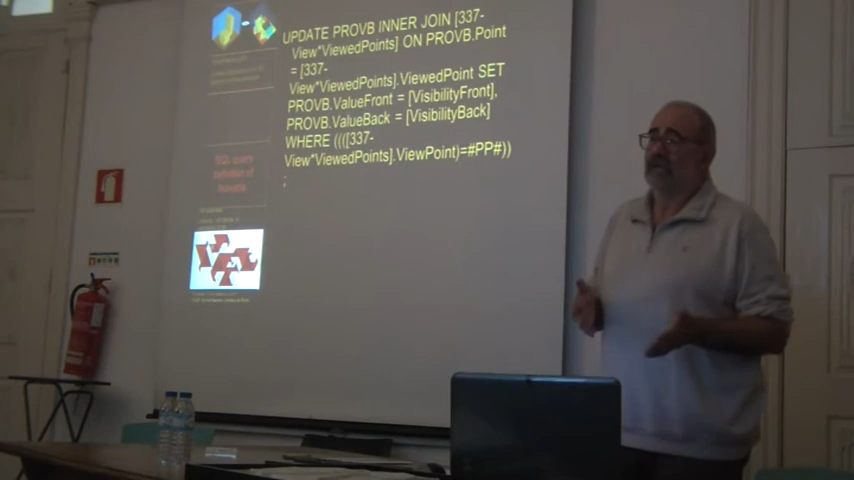 UPDATE PROVB INNER JOIN [337-
View*ViewedPoints] ON PROVB.Point
= [337-
View*ViewedPoints].ViewedPoint SET
PROVB.ValueFront = [VisibilityFront],
PROVB.ValueBack = [VisibilityBack]
WHERE ((([337-
View*ViewedPoints].ViewPoint)=#PP#))
;
SQL query
definition of